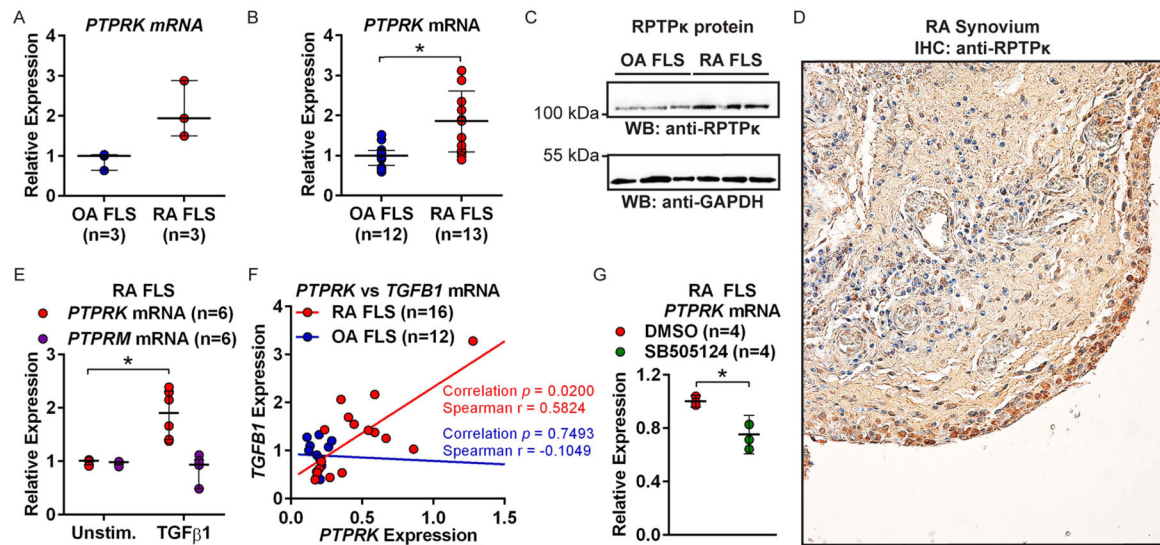 A
PTPRK mRNA
Relative Expression
4
3
2
1
0
OA FLS
(n=3)
RA FLS
(n=3)
B
PTPRK mRNA
*
Relative Expression
4
3
2
1
0
OA FLS
(n=12)
RA FLS
(n=13)
C
RPTPκ protein
OA FLS RA FLS
100 kDa
WB: anti-RPTPκ
55 kDa
WB: anti-GAPDH
D
RA Synovium
IHC: anti-RPTPκ
E
RA FLS
PTPRK mRNA (n=6)
PTPRM mRNA (n=6)
*
Relative Expression
3
2
1
0
Unstim. TGFβ1
F
PTPRK vs TGFB1 mRNA
RA FLS (n=16)
OA FLS (n=12)
TGFB1 Expression
4
3
2
1
0
Correlation p = 0.0200
Spearman r = 0.5824
Correlation p = 0.7493
Spearman r = -0.1049
0.0 0.5 1.0 1.5
PTPRK Expression
G
RA FLS
PTPRK mRNA
DMSO (n=4)
SB505124 (n=4)
*
Relative Expression
1.2
0.8
0.4
0.0